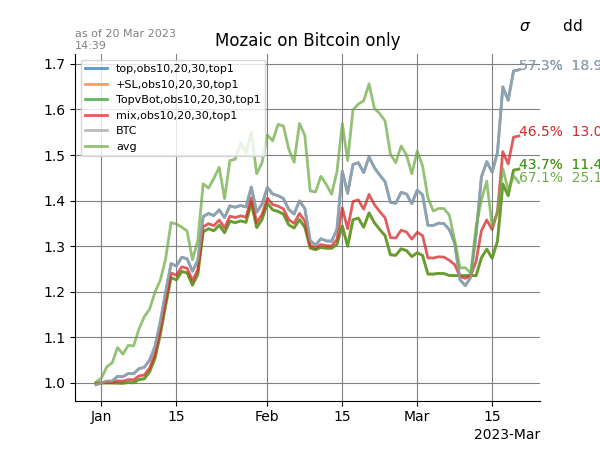 as of 20 Mar 2023
14:39
Mozaic on Bitcoin only
σ dd
top,obs10,20,30,top1
+SL,obs10,20,30,top1
TopvBot,obs10,20,30,top1
mix,obs10,20,30,top1
BTC
avg
1.7
1.6
1.5
1.4
1.3
1.2
1.1
1.0
57.3% 18.9
46.5% 13.0
43.7% 11.4
67.1% 25.1
Jan 15 Feb 15 Mar 15
2023-Mar